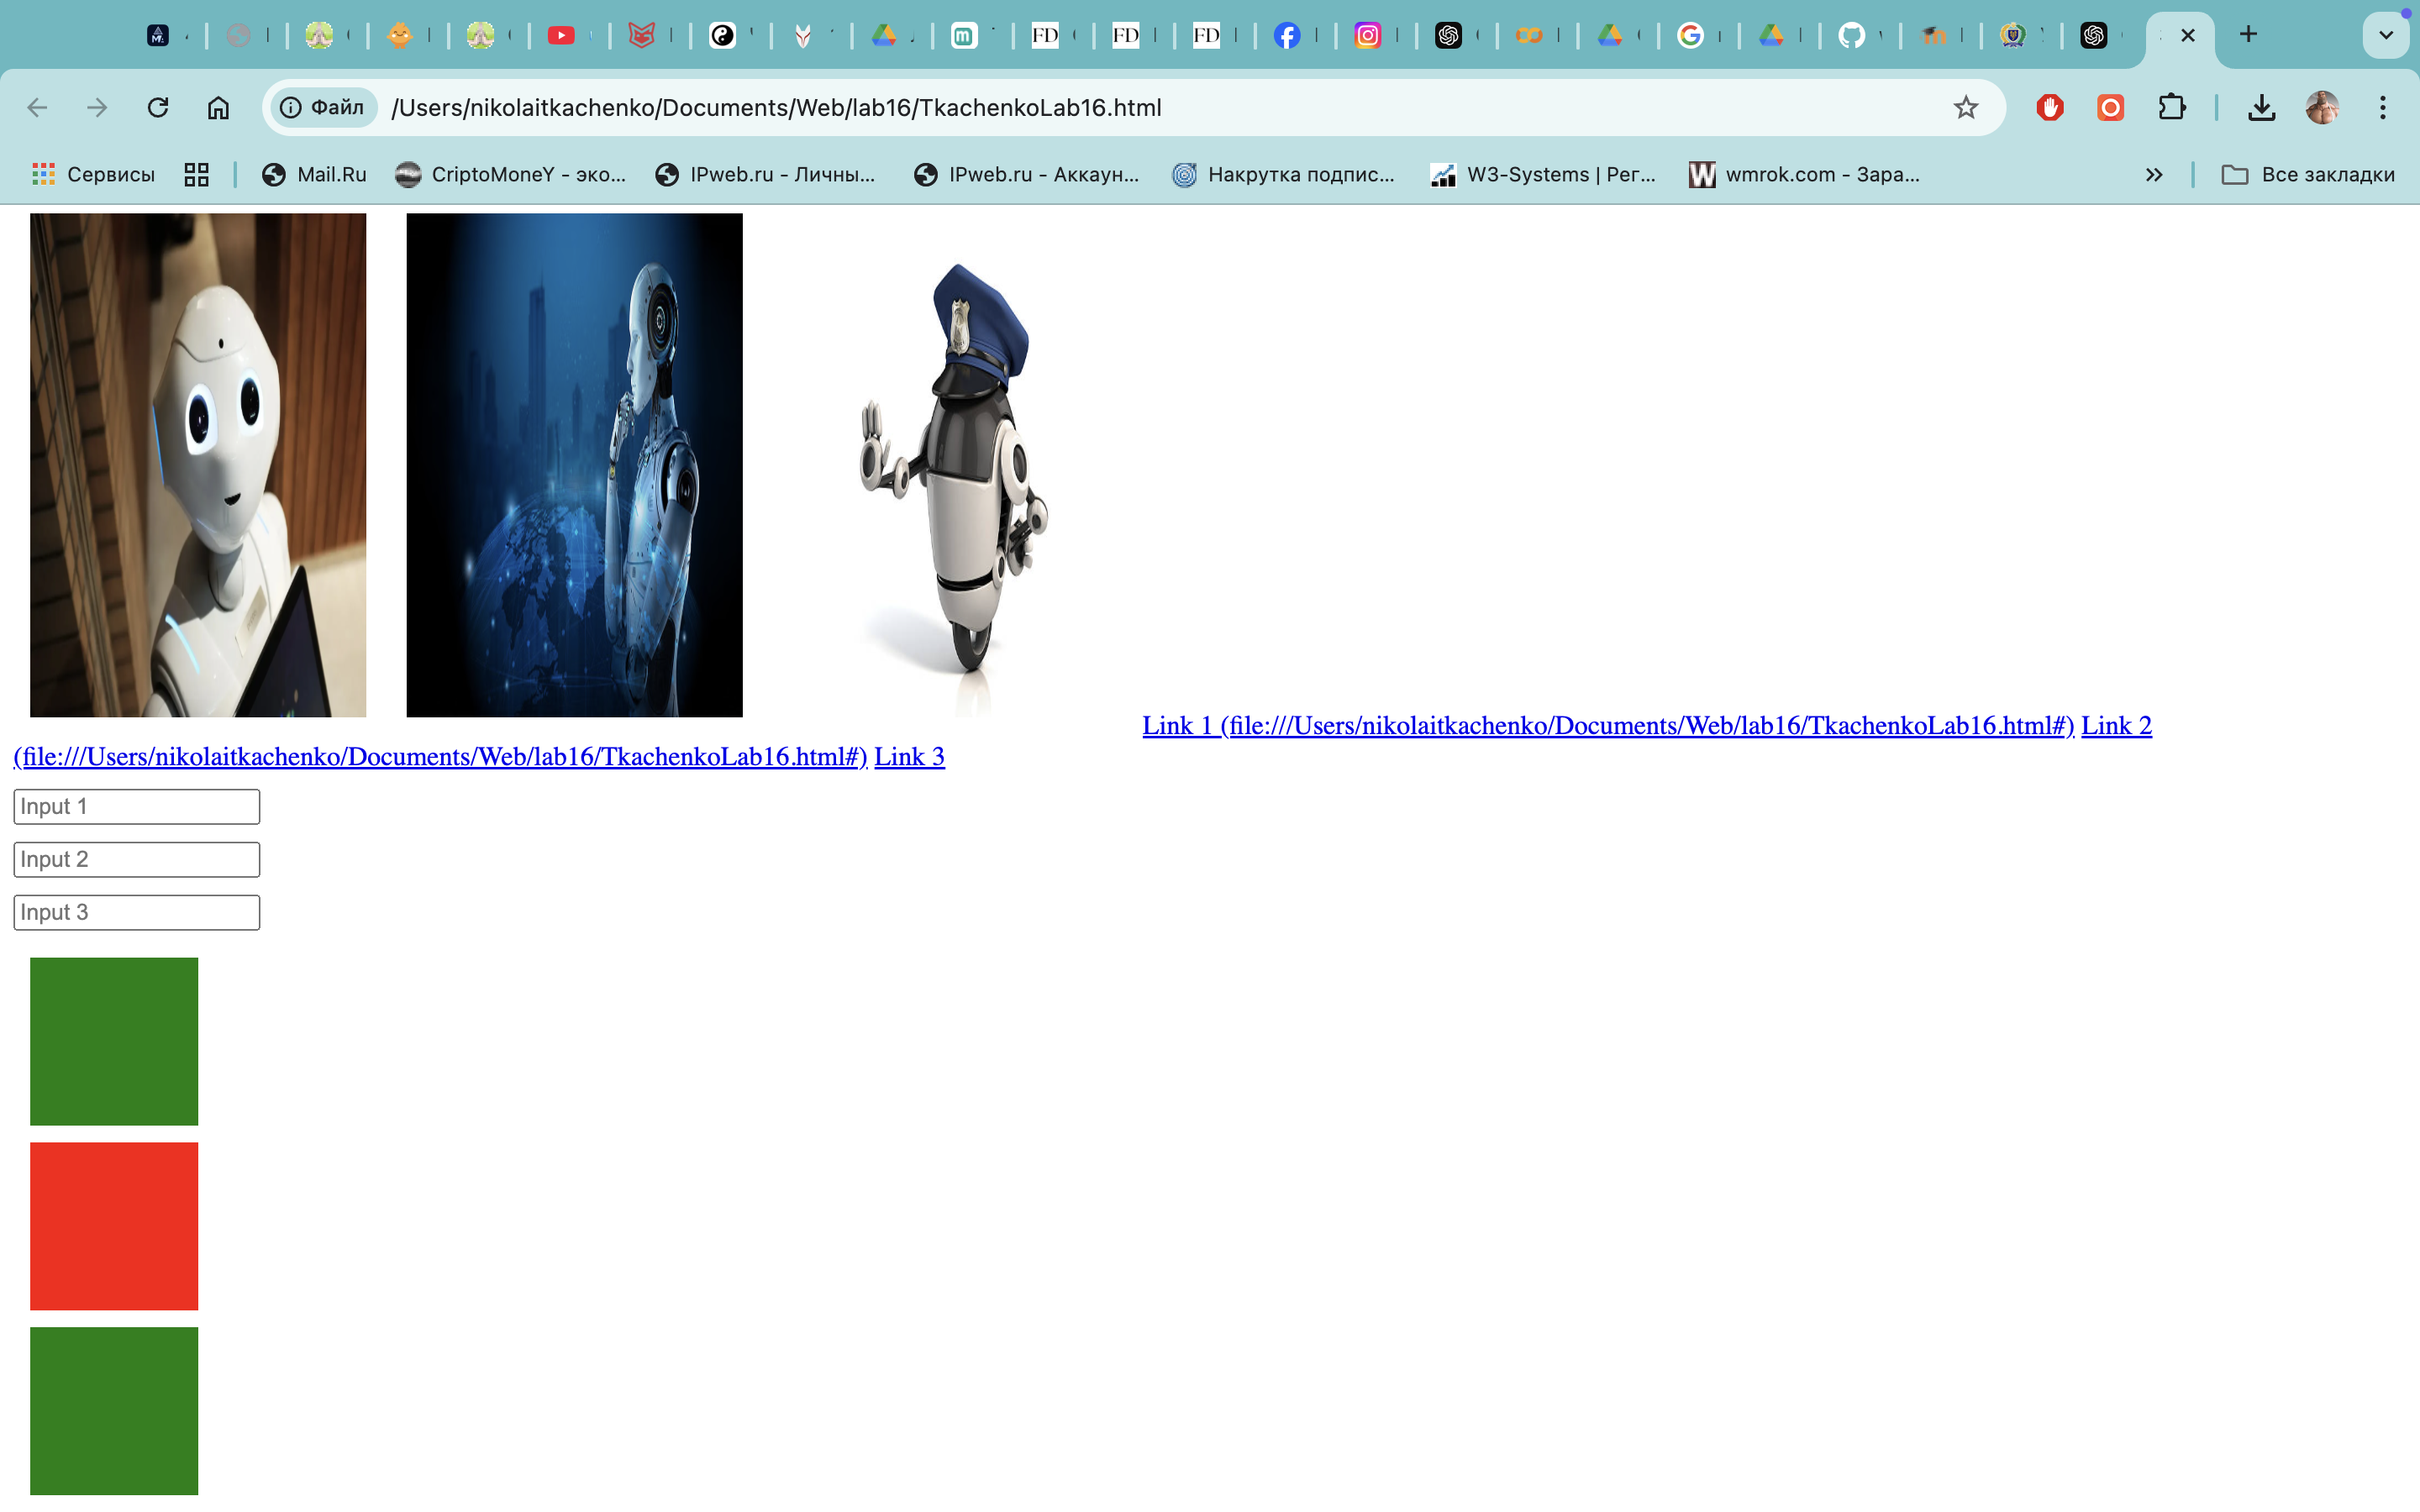 FD FD FD
Файл /Users/nikolaitkachenko/Documents/Web/lab16/TkachenkoLab16.html
Сервисы Mail.Ru CriptoMoneY - эко... IPweb.ru - Личны... IPweb.ru - Аккаун... Накрутка подпис... W3-Systems | Рег... wmrok.com - Зара... Все закладки
Link 1 (file:///Users/nikolaitkachenko/Documents/Web/lab16/TkachenkoLab16.html#) Link 2
(file:///Users/nikolaitkachenko/Documents/Web/lab16/TkachenkoLab16.html#) Link 3
Input 1
Input 2
Input 3